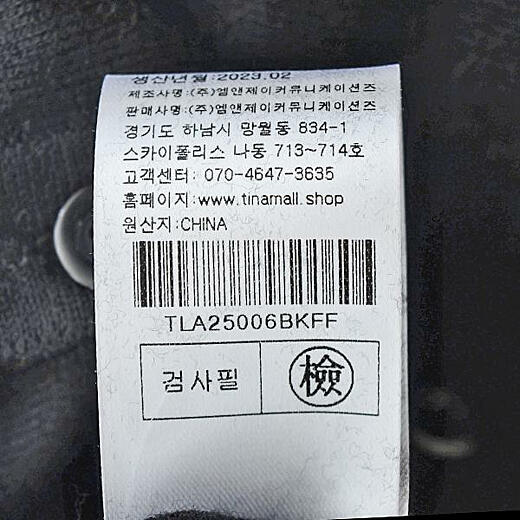 생산년월:2023.02
제조사명:(주)엠앤제이커뮤니케이션즈
판매사명:(주)엠앤제이커뮤니케이션즈
경기도 하남시 망월동 834-1
스카이폴리스 나동 713~714호
고객센터: 070-4647-3635
홈페이지:www.tinamall.shop
원산지:CHINA
TLA25006BKFF
검사필 檢